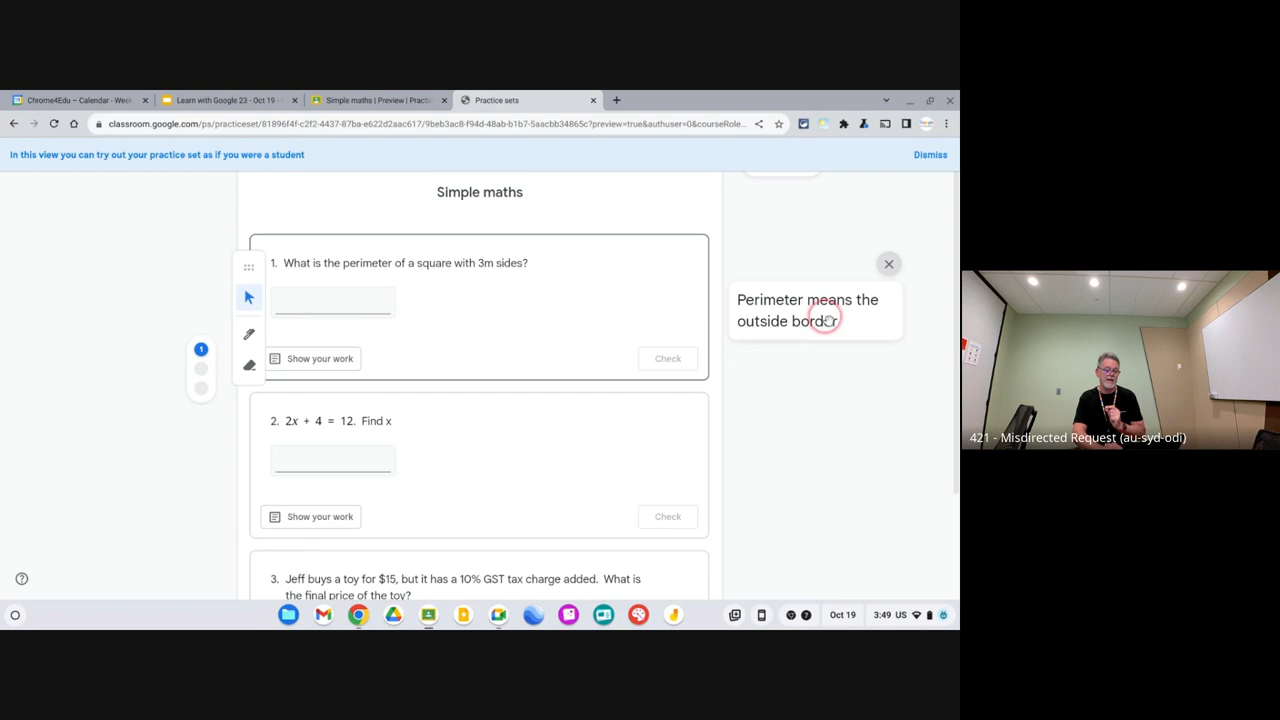 Chrome4Edu – Calendar - Week
Learn with Google 23 - Oct 19 -
Simple maths | Preview | Practi
Practice sets
classroom.google.com/ps/practiceset/81896f4f-c2f2-4437-87ba-e622d2aac617/9beb3ac8-f94d-48ab-b1b7-5aacbb34865c?preview=true&authuser=0&courseRole...
In this view you can try out your practice set as if you were a student
Dismiss
Simple maths
1. What is the perimeter of a square with 3m sides?
Show your work
Check
Perimeter means the
outside border
1
2. 2x + 4 = 12. Find x
Show your work
Check
3. Jeff buys a toy for $15, but it has a 10% GST tax charge added. What is
the final price of the toy?
Oct 19
3:49 US
421 - Misdirected Request (au-syd-odi)